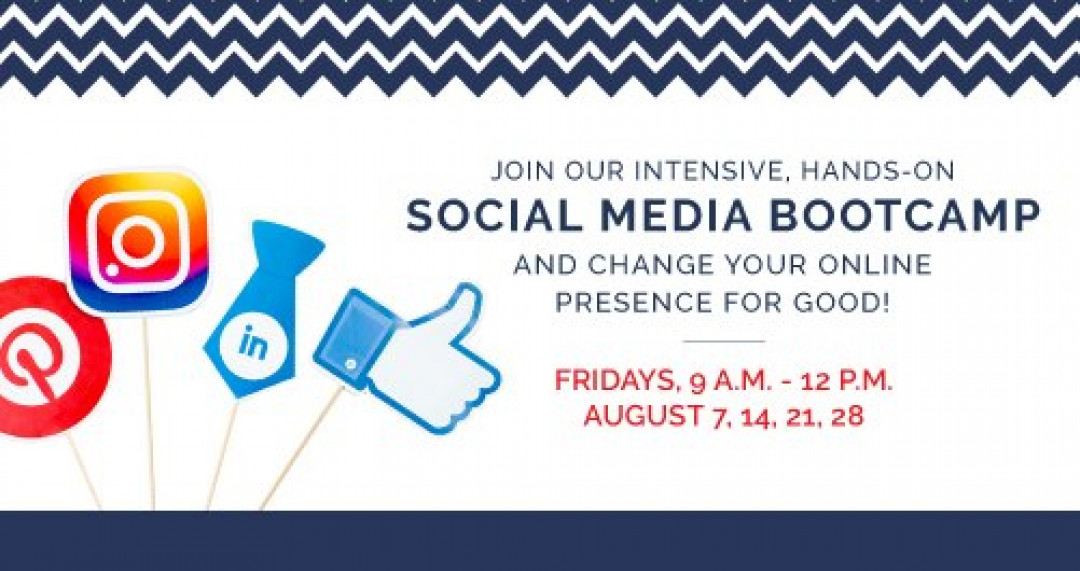 JOIN OUR INTENSIVE, HANDS-ON
SOCIAL MEDIA BOOTCAMP
AND CHANGE YOUR ONLINE
PRESENCE FOR GOOD!
FRIDAYS, 9 A.M. - 12 P.M.
AUGUST 7, 14, 21, 28
in